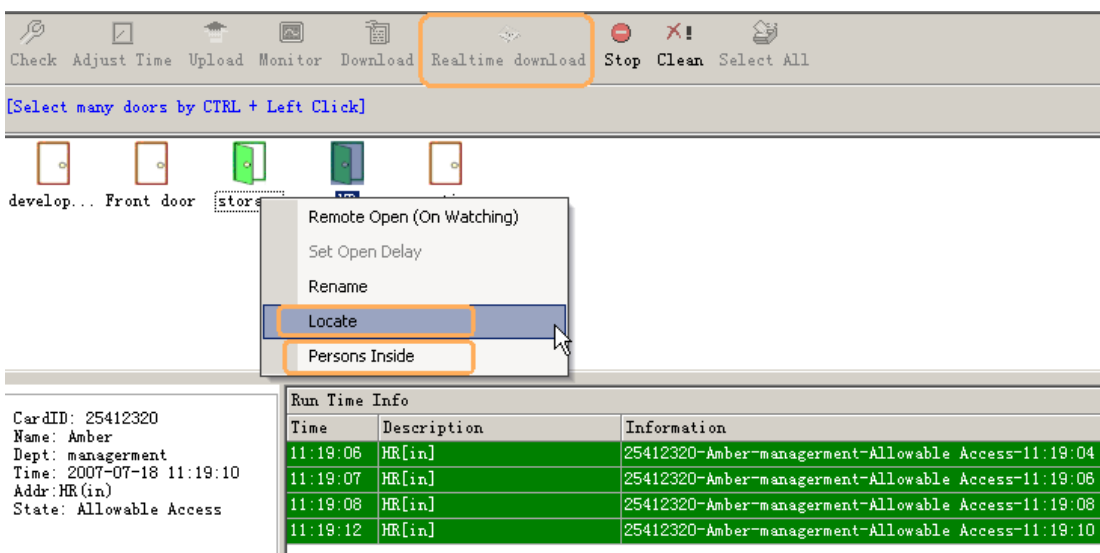 Check Adjust Time Upload Monitor Download Realtime download Stop Clean Select All
[Select many doors by CTRL + Left Click]
develop... Front door
Remote Open (On Watching)
Set Open Delay
Rename
Locate
Persons Inside
CardID: 25412320
Name: Amber
Dept: managerment
Time: 2007-07-18 11:19:10
Addr:HR(in)
State: Allowable Access
Run Time Info
Time Description Information
11:19:06 HR[in] 25412320-Amber-managerment-Allowable Access-11:19:04
11:19:07 HR[in] 25412320-Amber-managerment-Allowable Access-11:19:06
11:19:08 HR[in] 25412320-Amber-managerment-Allowable Access-11:19:08
11:19:12 HR[in] 25412320-Amber-managerment-Allowable Access-11:19:10